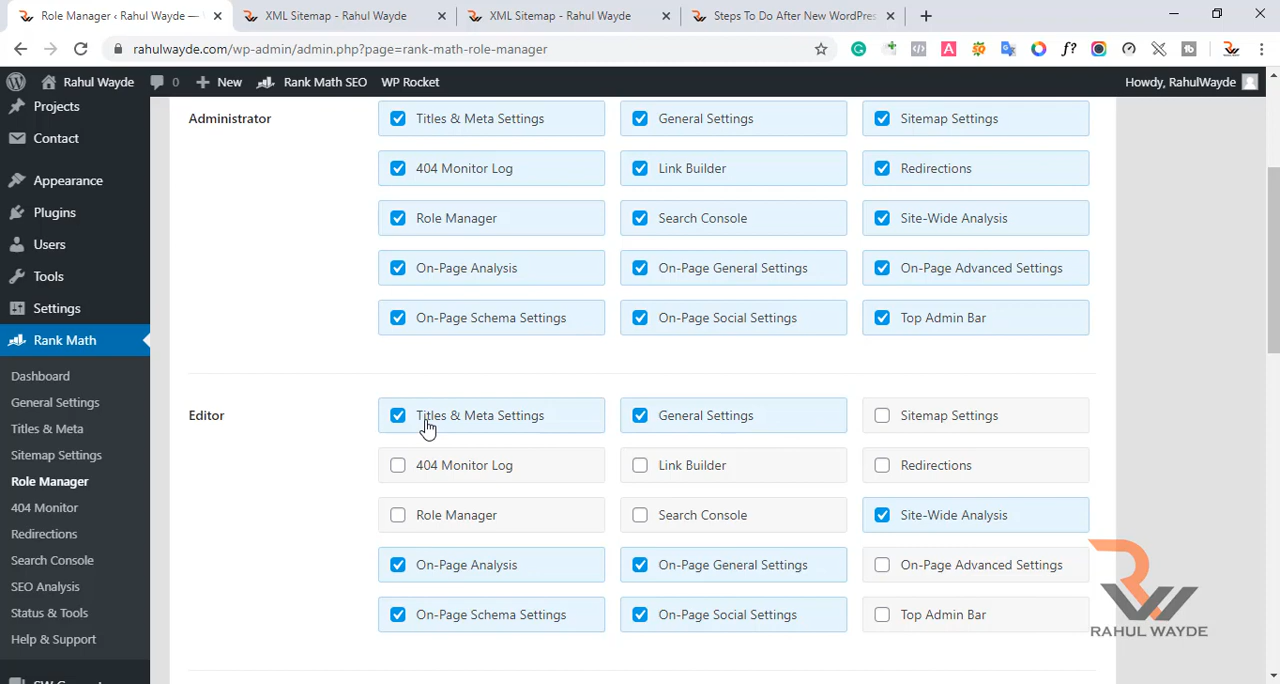 Role Manager ‹ Rahul Wayde —
XML Sitemap - Rahul Wayde
XML Sitemap - Rahul Wayde
Steps To Do After New WordPres
rahulwayde.com/wp-admin/admin.php?page=rank-math-role-manager
Rahul Wayde 0 New Rank Math SEO WP Rocket
Howdy, RahulWayde
Projects
Contact
Appearance
Plugins
Users
Tools
Settings
Rank Math
Dashboard
General Settings
Titles & Meta
Sitemap Settings
Role Manager
404 Monitor
Redirections
Search Console
SEO Analysis
Status & Tools
Help & Support
Administrator
Titles & Meta Settings General Settings Sitemap Settings
404 Monitor Log Link Builder Redirections
Role Manager Search Console Site-Wide Analysis
On-Page Analysis On-Page General Settings On-Page Advanced Settings
On-Page Schema Settings On-Page Social Settings Top Admin Bar
Editor
Titles & Meta Settings General Settings Sitemap Settings
404 Monitor Log Link Builder Redirections
Role Manager Search Console Site-Wide Analysis
On-Page Analysis On-Page General Settings On-Page Advanced Settings
On-Page Schema Settings On-Page Social Settings Top Admin Bar
RAHUL WAYDE